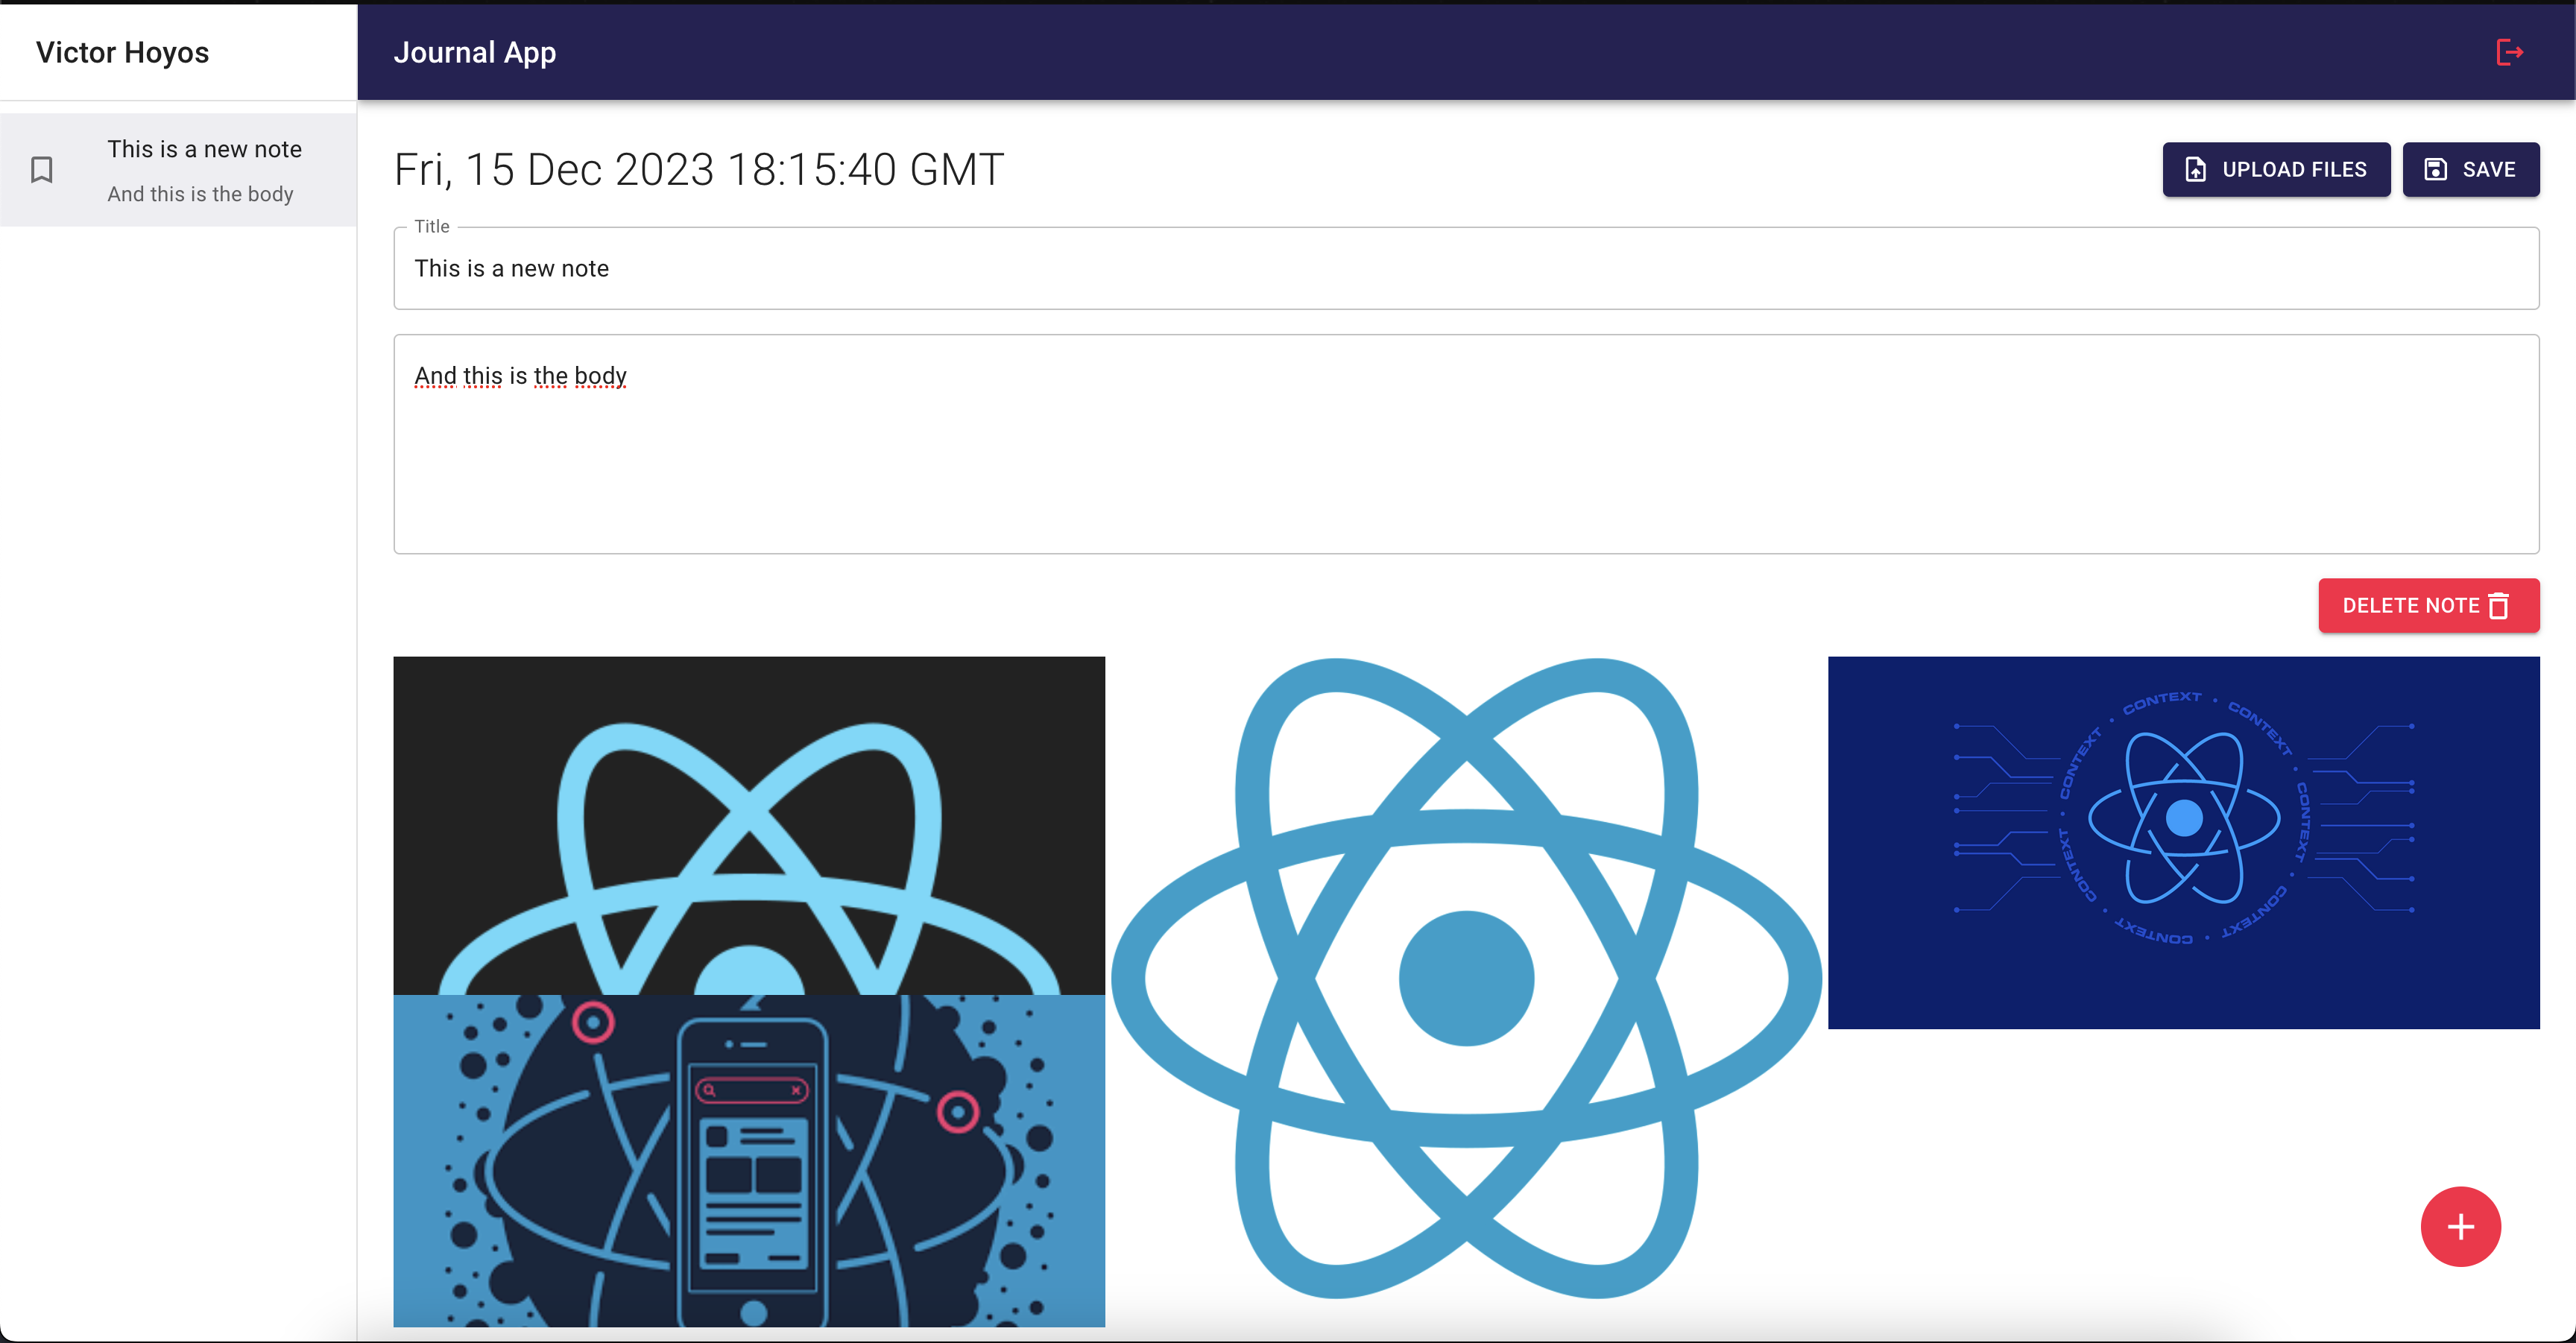 Victor Hoyos
Journal App
This is a new note
And this is the body
Fri, 15 Dec 2023 18:15:40 GMT
UPLOAD FILES
SAVE
Title
This is a new note
And this is the body
DELETE NOTE
CONTEXT • CONTEXT • CONTEXT • CONTEXT • CONTEXT • CONTEXT • CONTEXT •